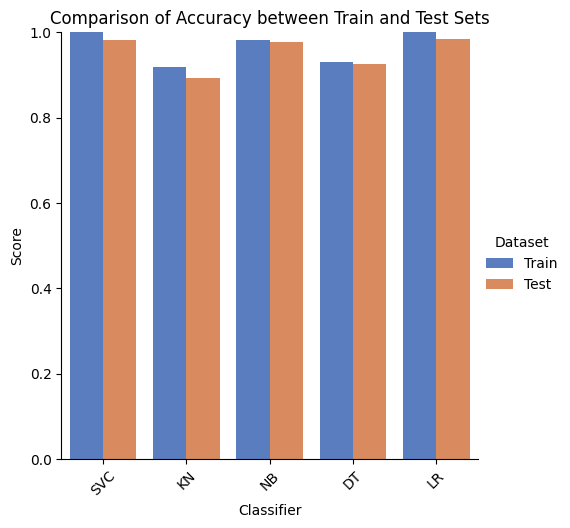 Comparison of Accuracy between Train and Test Sets
1.0
0.8
0.6
0.4
0.2
0.0
Score
SVC
KN
NB
DT
LR
Classifier
Dataset
Train
Test